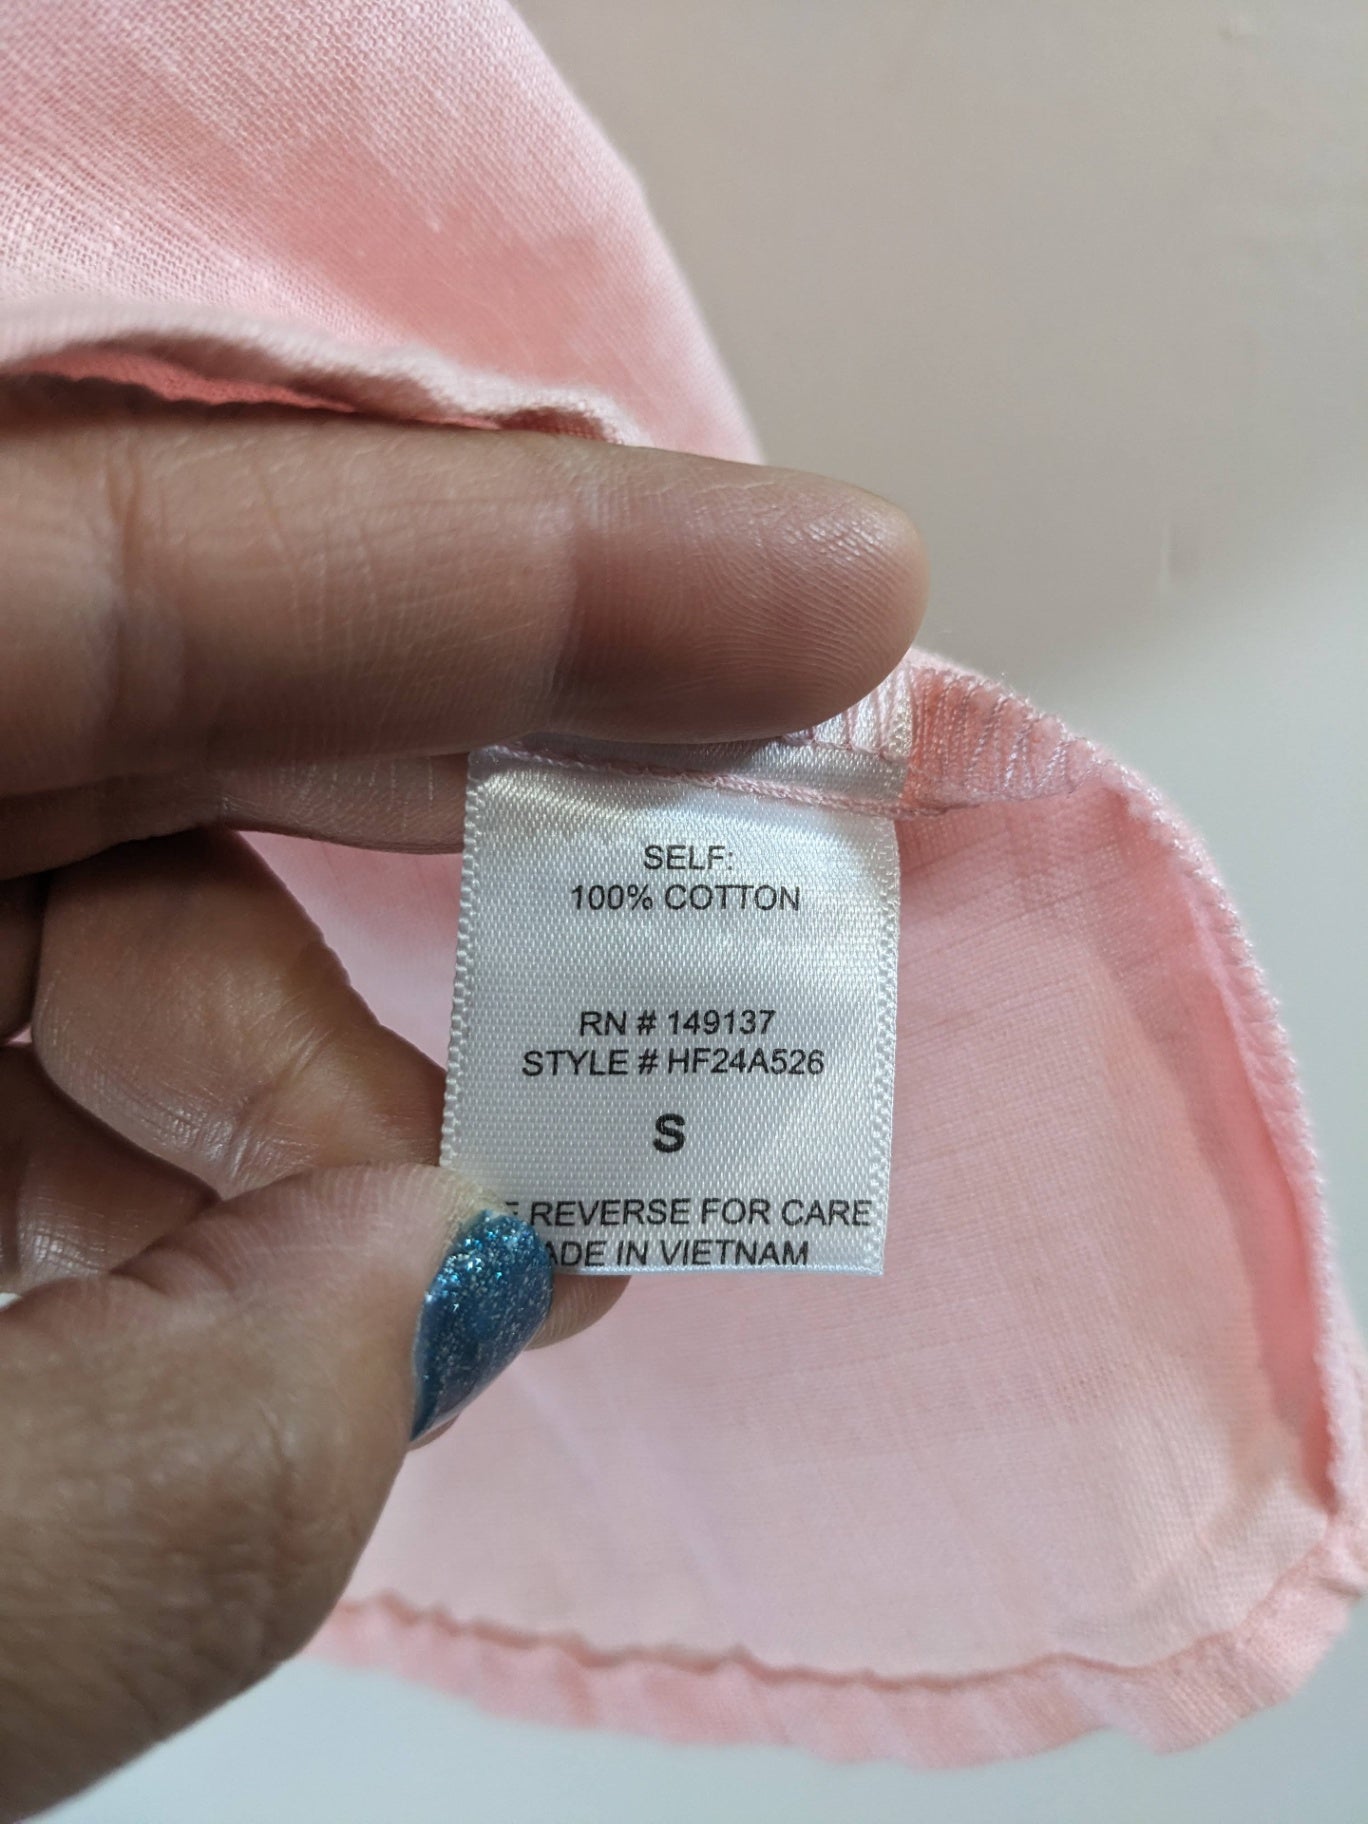 SELF:
100% COTTON
RN # 149137
STYLE # HF24A526
S
REVERSE FOR CARE
ADE IN VIETNAM